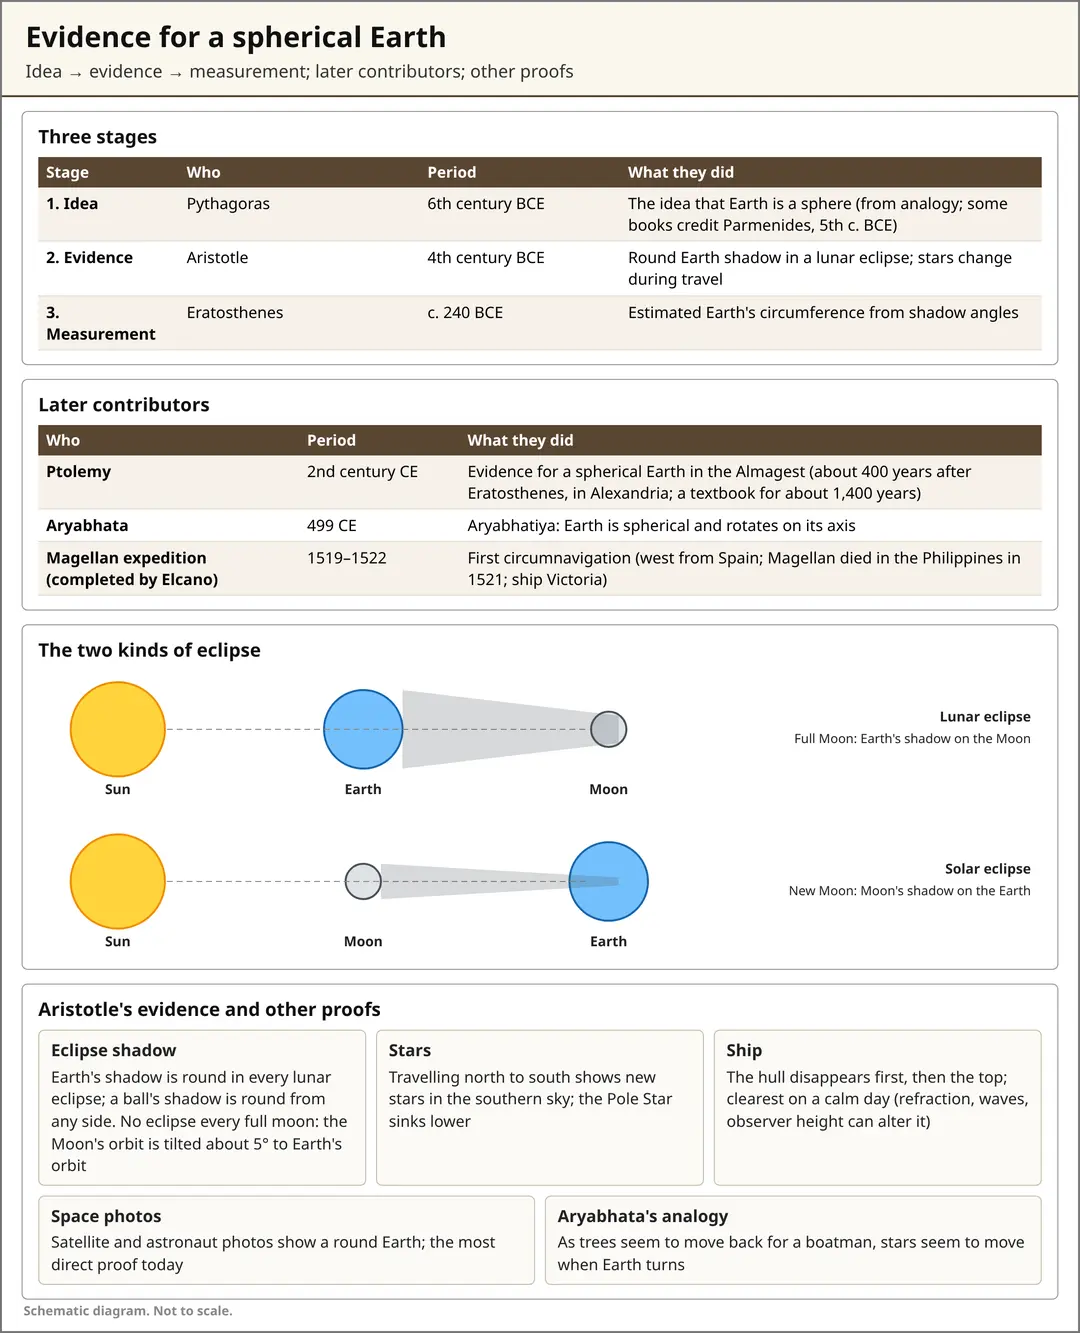 Evidence for a spherical Earth
Idea → evidence → measurement; later contributors; other proofs
Three stages
Stage Who Period What they did
1. Idea Pythagoras 6th century BCE The idea that Earth is a sphere (from analogy; some
books credit Parmenides, 5th c. BCE)
2. Evidence Aristotle 4th century BCE Round Earth shadow in a lunar eclipse; stars change
during travel
3. Eratosthenes c. 240 BCE Estimated Earth's circumference from shadow angles
Measurement
Later contributors
Who Period What they did
Ptolemy 2nd century CE Evidence for a spherical Earth in the Almagest (about 400 years after
Eratosthenes, in Alexandria; a textbook for about 1,400 years)
Aryabhata 499 CE Aryabhatiya: Earth is spherical and rotates on its axis
Magellan expedition 1519–1522 First circumnavigation (west from Spain; Magellan died in the Philippines in
(completed by Elcano) 1521; ship Victoria)
The two kinds of eclipse
Lunar eclipse
Full Moon: Earth's shadow on the Moon
Sun Earth Moon
Solar eclipse
New Moon: Moon's shadow on the Earth
Sun Moon Earth
Aristotle's evidence and other proofs
Eclipse shadow
Earth's shadow is round in every lunar
eclipse; a ball's shadow is round from
any side. No eclipse every full moon: the
Moon's orbit is tilted about 5° to Earth's
orbit
Stars
Travelling north to south shows new
stars in the southern sky; the Pole Star
sinks lower
Ship
The hull disappears first, then the top;
clearest on a calm day (refraction, waves,
observer height can alter it)
Space photos
Satellite and astronaut photos show a round Earth; the most
direct proof today
Aryabhata's analogy
As trees seem to move back for a boatman, stars seem to move
when Earth turns
Schematic diagram. Not to scale.